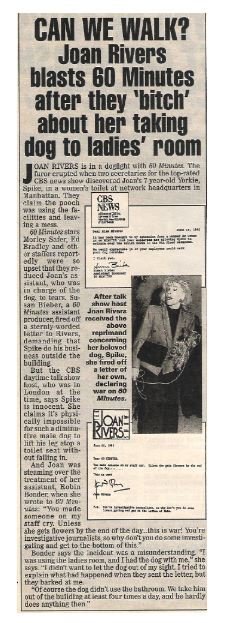 CAN WE WALK?
Joan Rivers
blasts 60 Minutes
after they 'bitch'
about her taking
dog to ladies' room
JOAN RIVERS is in a dogfight with 60 Minutes. The
furor erupted when two secretaries for the top-rated
CBS news show discovered Joan's 7-year-old Yorkie,
Spike, in a women's toilet at network headquarters in
Manhattan. They
claim the pooch
was using the fa-
cilities and leav-
ing a mess.
60 Minutes stars
Morley Safer, Ed
Bradley and oth-
er staffers report-
edly were so
upset that they re-
duced Joan's as-
sistant, who was
in charge of the
dog, to tears. Su-
san Bieber, a 60
Minutes assistant
producer, fired off
a sternly-worded
letter to Rivers,
demanding that
Spike do his busi-
ness outside the
building.
But the CBS
daytime talk show
host, who was in
London at the
time, says Spike
is innocent. She
claims it's physi-
cally impossible
for such a diminu-
tive male dog to
lift his leg atop a
toilet seat with-
out falling in.
And Joan was
steaming over the
treatment of her
assistant, Robin
Bender, when she
wrote to 60 Min-
utes: "You made
someone on my
staff cry. Unless
she gets flowers by the end of the day...this is war! You're
investigative journalists, so why don't you do some investi-
gating and get to the bottom of this."
Bender says the incident was a misunderstanding. "I
was using the ladies room, and I had the dog with me," she
says. "I didn't want to let the dog out of my sight. I tried to
explain what had happened when they sent the letter, but
they barked at me.
"Of course the dog didn't use the bathroom. We take him
out of the building at least four times a day, and he hardly
does anything then."
CBS
NEWS
Dear Joan Rivers
I thank you.
After talk
show host
Joan Rivers
received the
above
reprimand
concerning
her beloved
dog, Spike,
she fired off
a letter of
her own,
declaring
war on 60
Minutes.
JOAN
RIVERS
Dear 60 MINUTES,